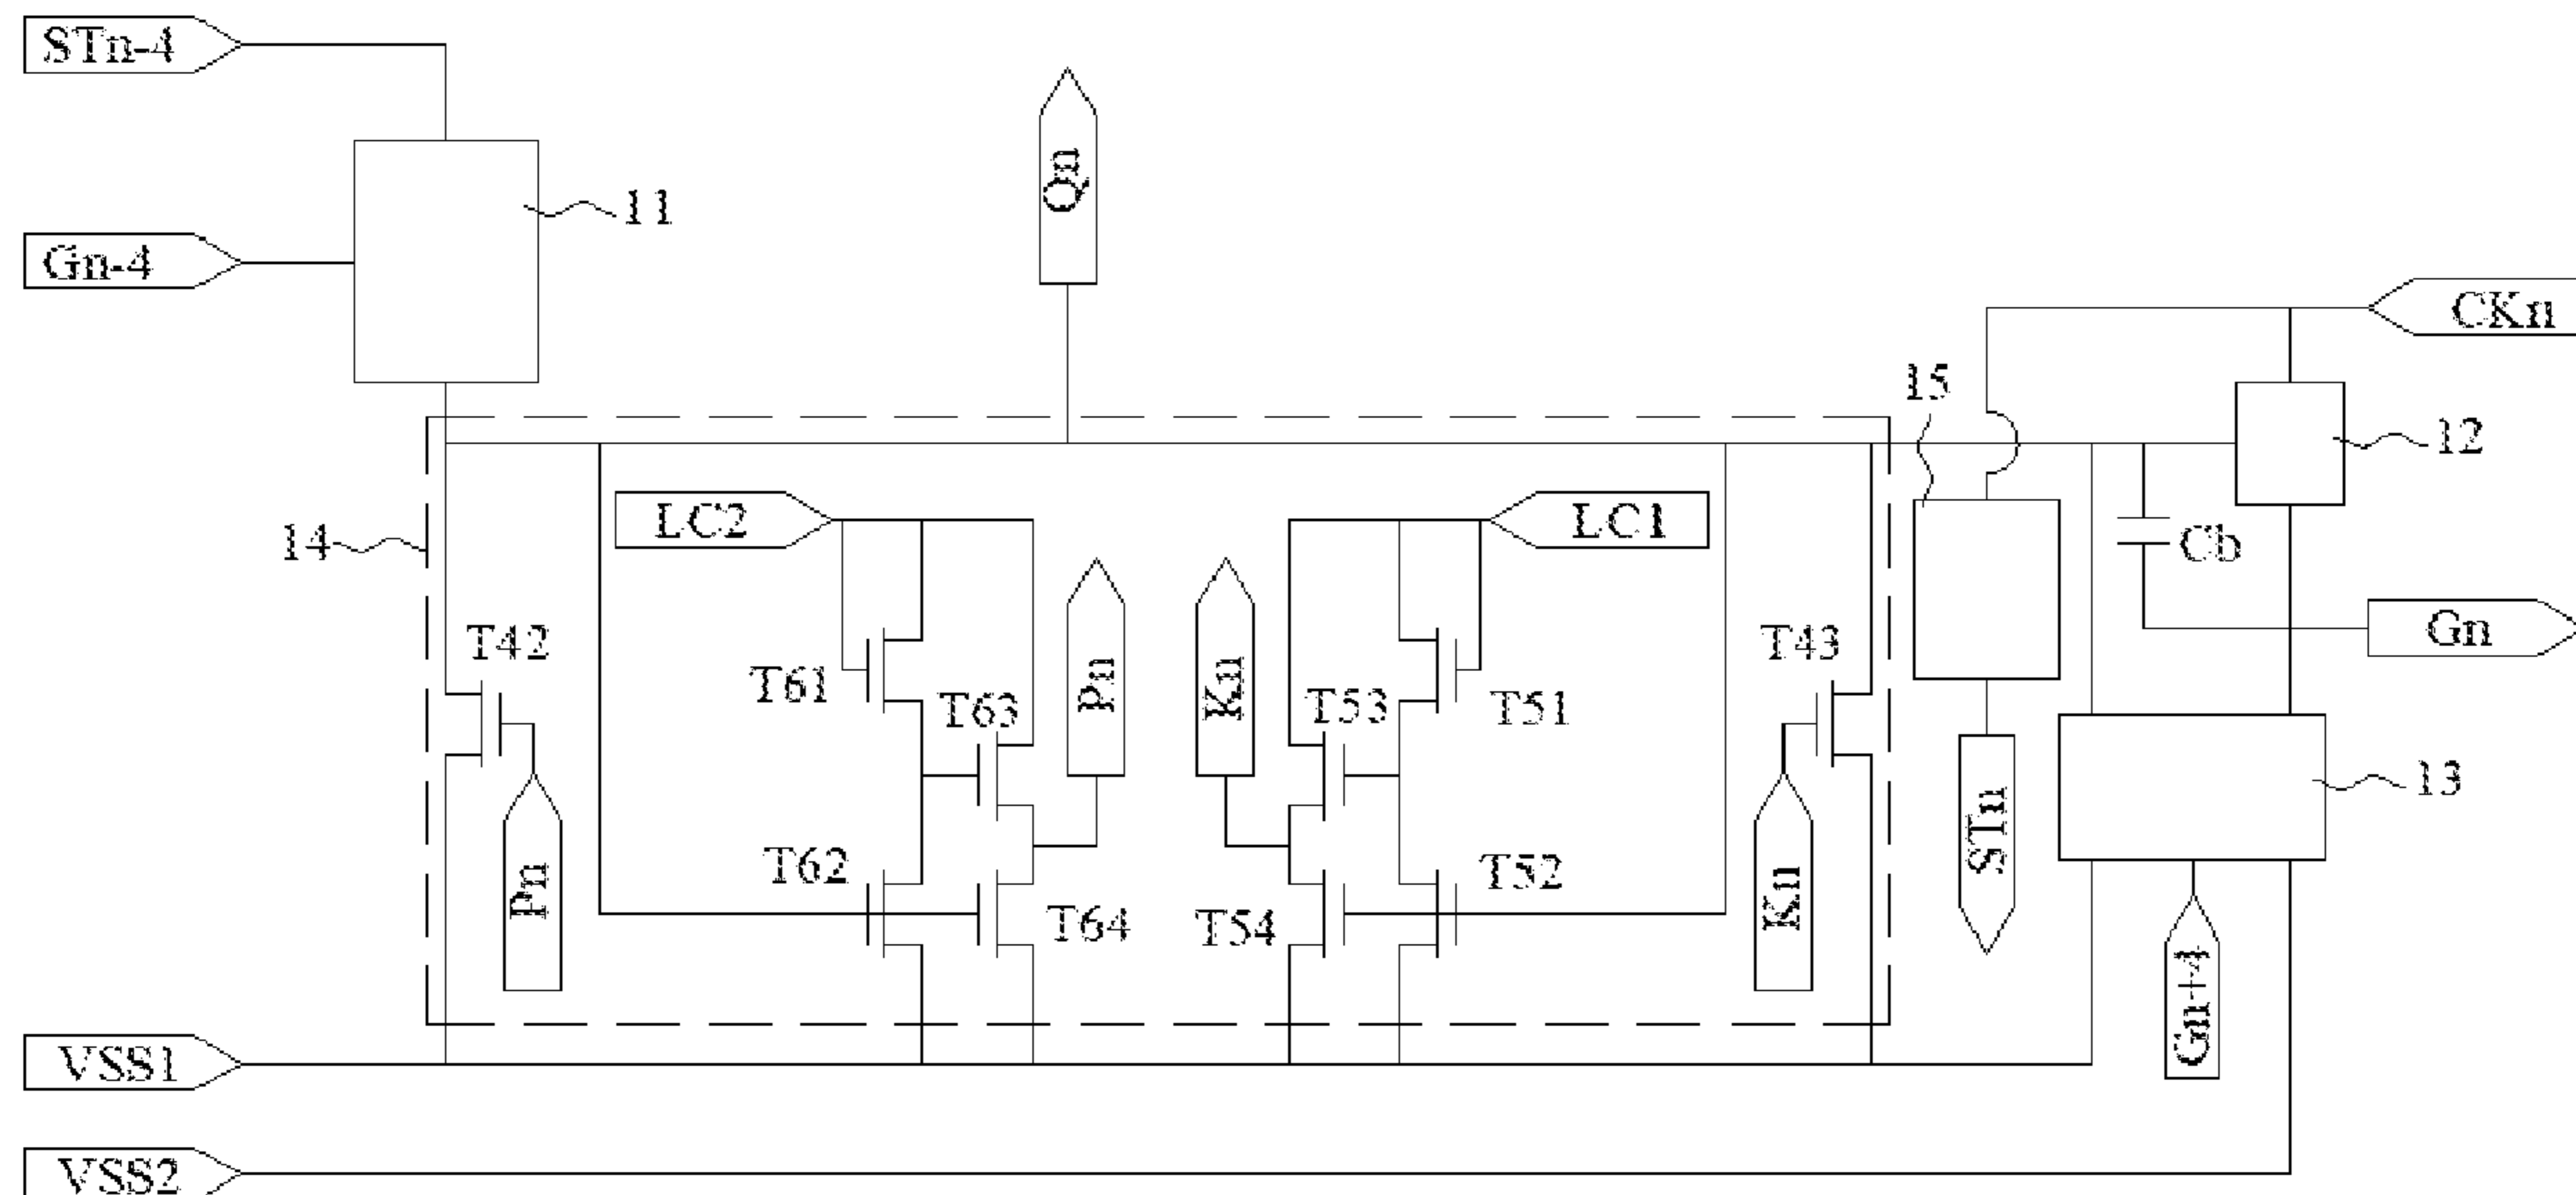 STn-4
Gn-4
11
Qn
CKn
15
12
14
LC2
LC1
Cb
Gn
T42
T61
T63
Pn
Kn
T53
T51
T43
13
Pn
T62
T64
T54
T52
Kn
STn
Gn+4
VSS1
VSS2